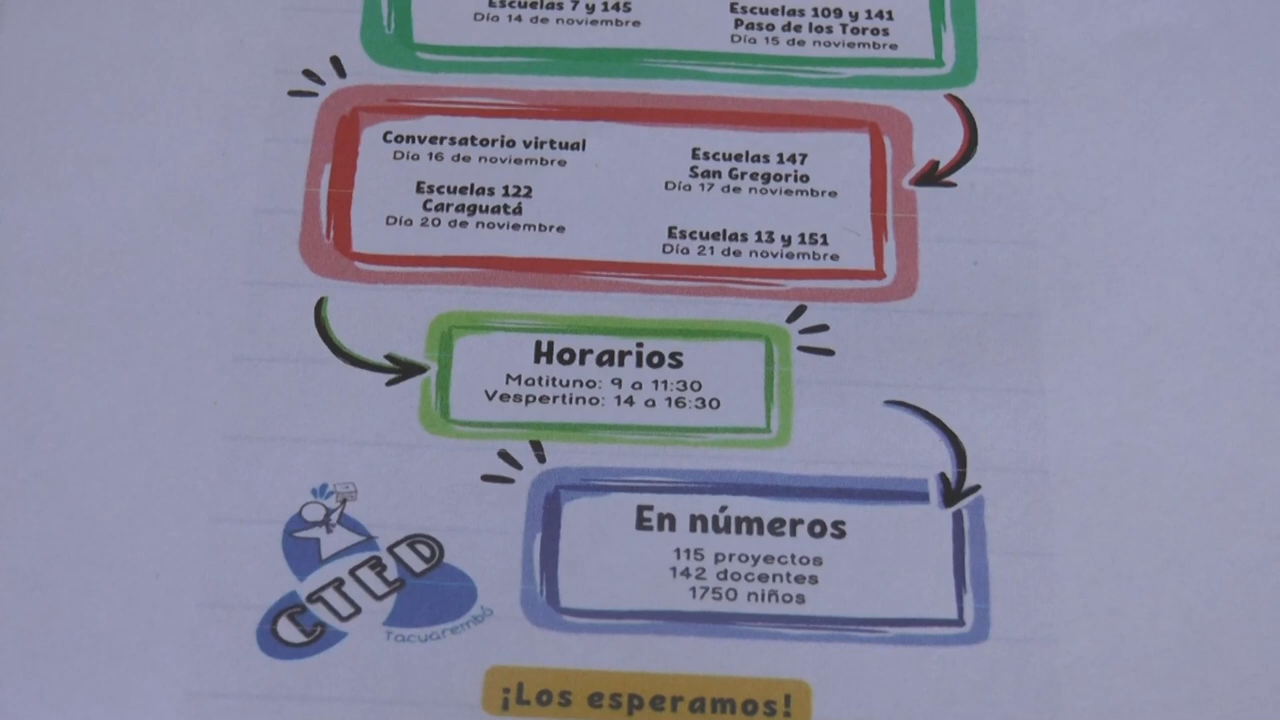 Escuelas 7 y 145
Día 14 de noviembre
Escuelas 109 y 141
Paso de los Toros
Día 15 de noviembre
Conversatorio virtual
Día 16 de noviembre
Escuelas 147
San Gregorio
Día 17 de noviembre
Escuelas 122
Caraguatá
Día 20 de noviembre
Escuelas 13 y 151
Día 21 de noviembre
Horarios
Matituno: 9 a 11:30
Vespertino: 14 a 16:30
En números
115 proyectos
142 docentes
1750 niños
CTED
Tacuarembó
¡Los esperamos!